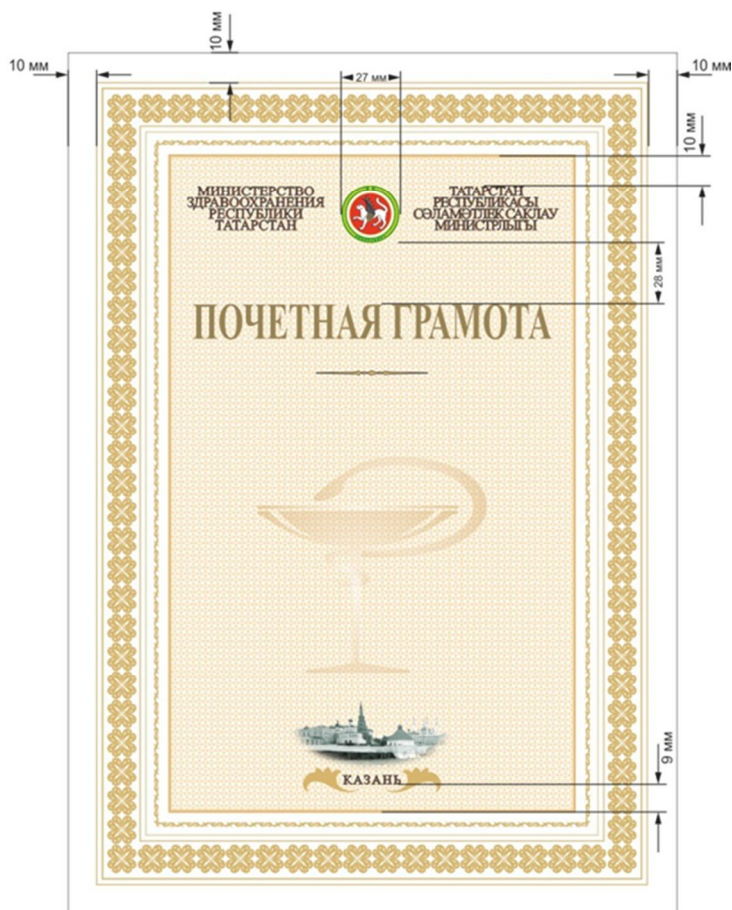 10 мм
10 мм
27 мм
10 мм
10 мм
МИНИСТЕРСТВО
ЗДРАВООХРАНЕНИЯ
РЕСПУБЛИКИ
ТАТАРСТАН
ТАТАРСТАН
РЕСПУБЛИКАСЫ
СӘЛАМӘТЛЕК САКЛАУ
МИНИСТРЛЫГЫ
28 мм
ПОЧЕТНАЯ ГРАМОТА
9 мм
КАЗАНЬ